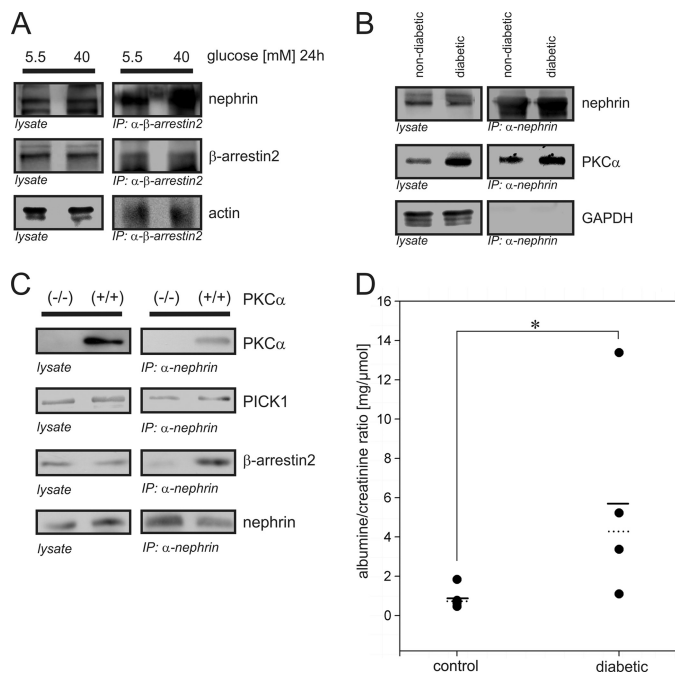 A
5.5 40 5.5 40 glucose [mM] 24h
nephrin
lysate IP: α-β-arrestin2
β-arrestin2
lysate IP: α-β-arrestin2
actin
lysate IP: α-β-arrestin2
B
non-diabetic diabetic non-diabetic diabetic
nephrin
lysate IP: α-nephrin
PKCα
lysate IP: α-nephrin
GAPDH
lysate IP: α-nephrin
C
(-/-) (+/+) (-/-) (+/+) PKCα
PKCα
lysate IP: α-nephrin
PICK1
lysate IP: α-nephrin
β-arrestin2
lysate IP: α-nephrin
nephrin
lysate IP: α-nephrin
D
albumine/creatinine ratio [mg/µmol]
16
14
12
10
8
6
4
2
0
*
control diabetic